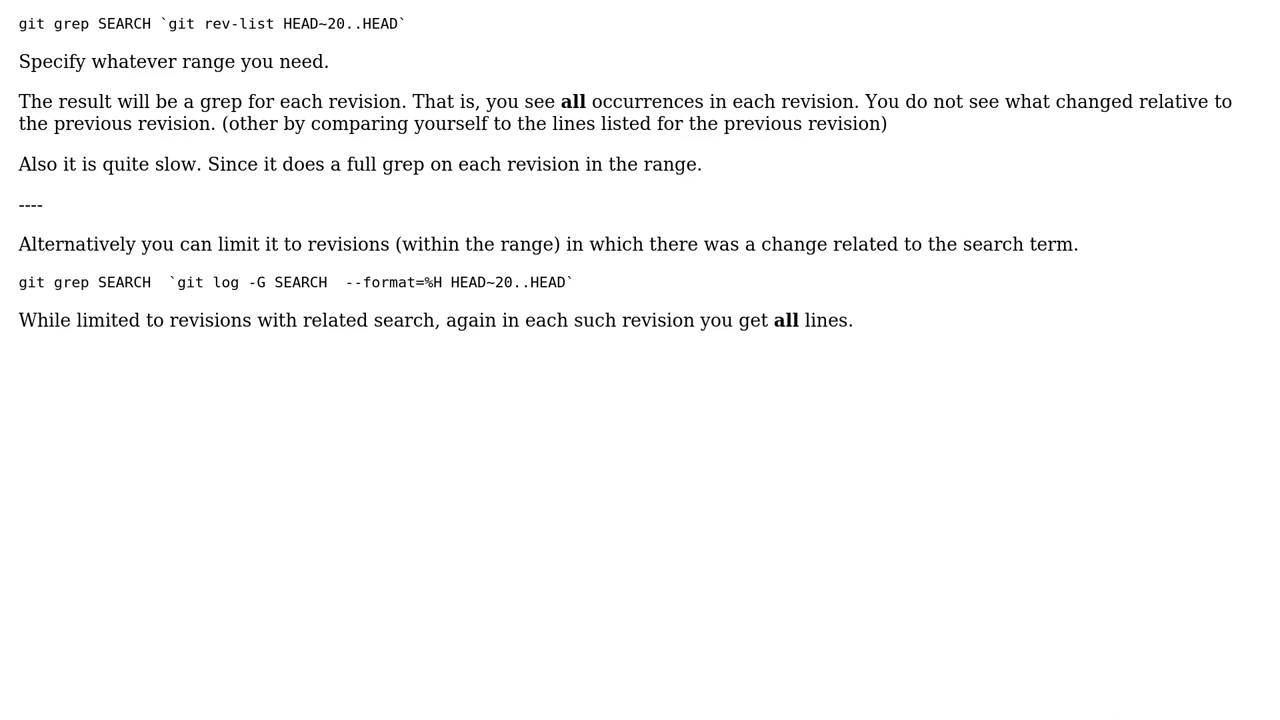 git grep SEARCH `git rev-list HEAD~20..HEAD`
Specify whatever range you need.
The result will be a grep for each revision. That is, you see all occurrences in each revision. You do not see what changed relative to
the previous revision. (other by comparing yourself to the lines listed for the previous revision)
Also it is quite slow. Since it does a full grep on each revision in the range.
----
Alternatively you can limit it to revisions (within the range) in which there was a change related to the search term.
git grep SEARCH  `git log -G SEARCH  --format=%H HEAD~20..HEAD`
While limited to revisions with related search, again in each such revision you get all lines.